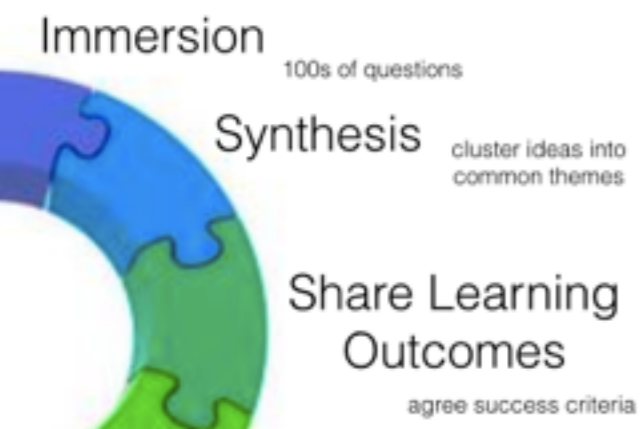 Immersion
100s of questions
Synthesis
cluster ideas into
common themes
Share Learning
Outcomes
agree success criteria